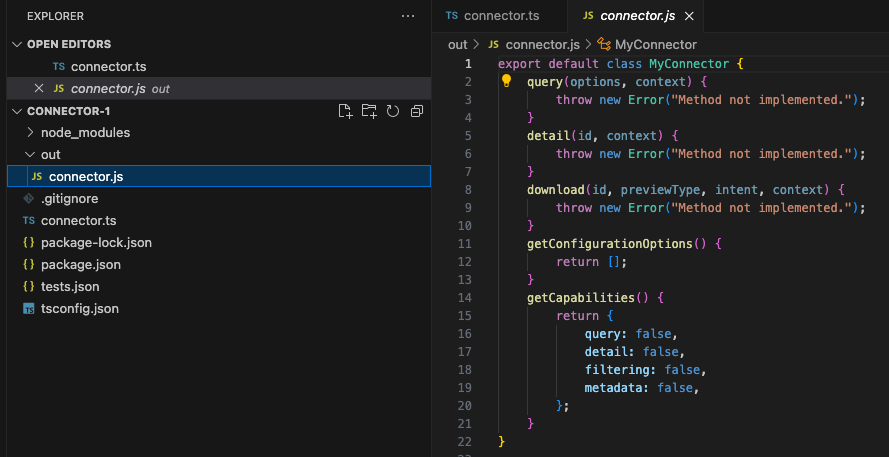 EXPLORER
···
OPEN EDITORS
TS connector.ts
JS connector.js out
CONNECTOR-1
node_modules
out
JS connector.js
.gitignore
TS connector.ts
{} package-lock.json
{} package.json
{} tests.json
TS tsconfig.json
TS connector.ts
JS connector.js
out > JS connector.js > MyConnector
1 export default class MyConnector {
2     query(options, context) {
3         throw new Error("Method not implemented.");
4     }
5     detail(id, context) {
6         throw new Error("Method not implemented.");
7     }
8     download(id, previewType, intent, context) {
9         throw new Error("Method not implemented.");
10     }
11     getConfigurationOptions() {
12         return [];
13     }
14     getCapabilities() {
15         return {
16             query: false,
17             detail: false,
18             filtering: false,
19             metadata: false,
20         };
21     }
22 }